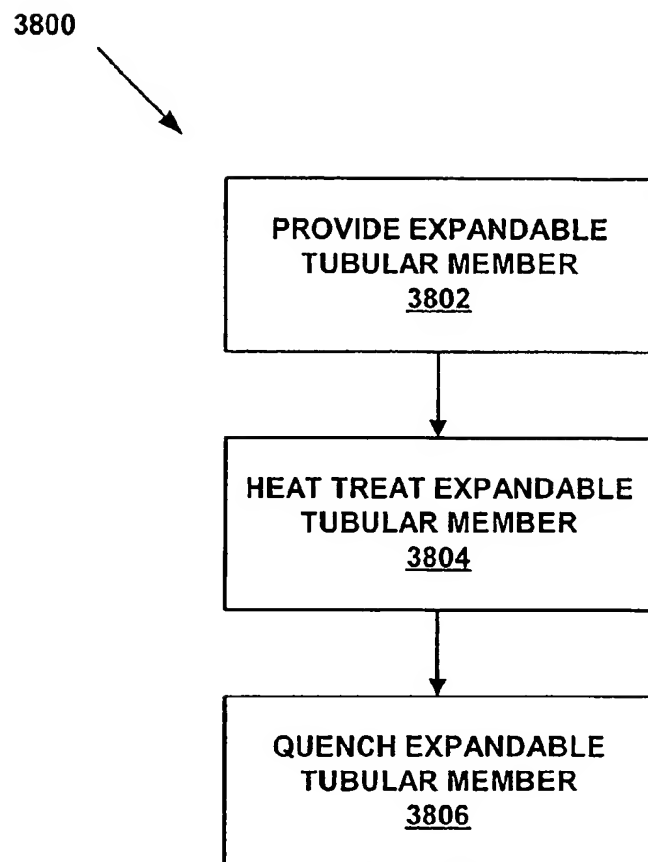 3800
PROVIDE EXPANDABLE
TUBULAR MEMBER
3802
HEAT TREAT EXPANDABLE
TUBULAR MEMBER
3804
QUENCH EXPANDABLE
TUBULAR MEMBER
3806